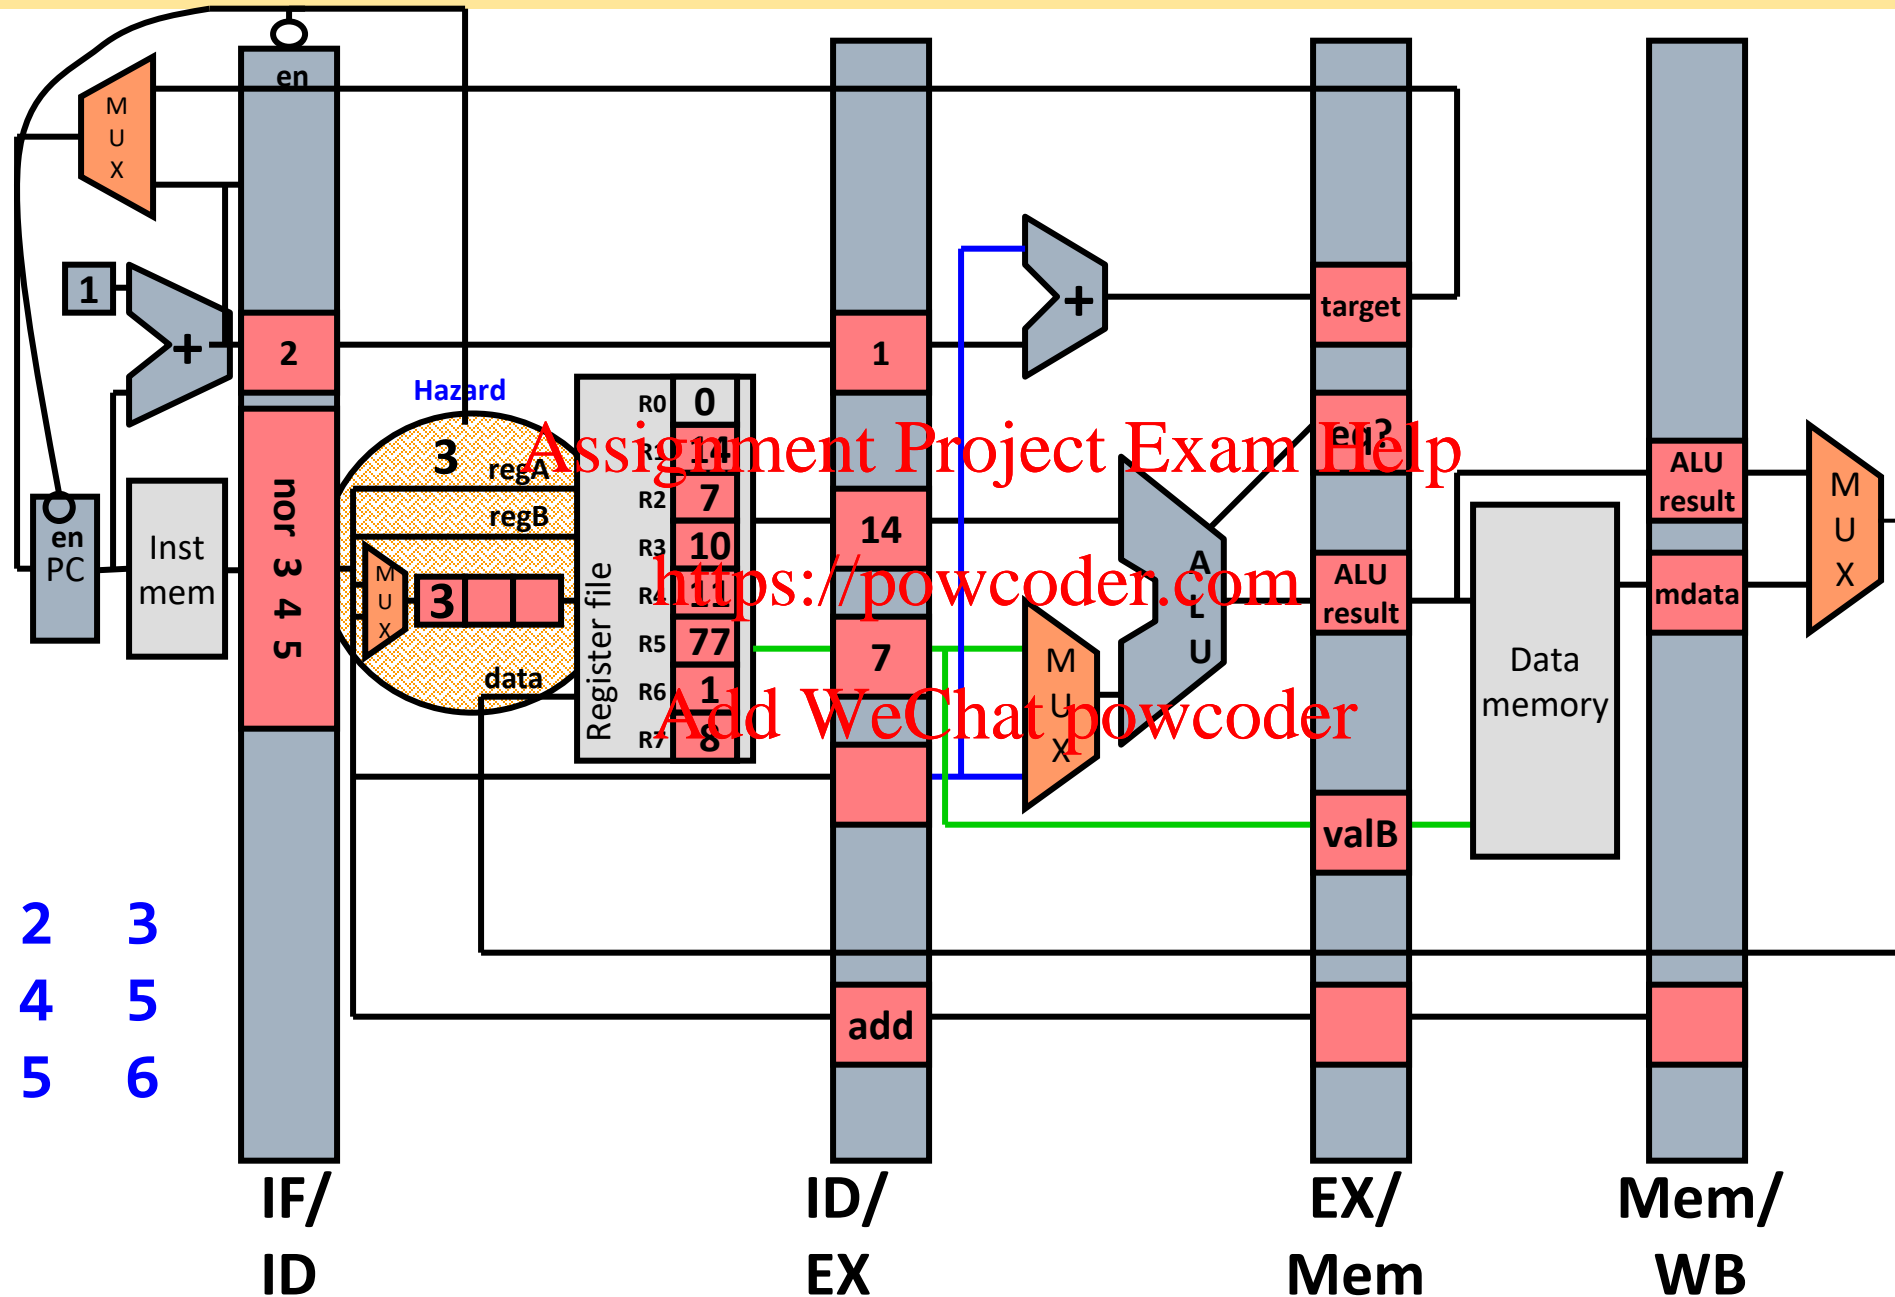 en
M
U
X
1
+
2
1
+
target
Hazard
3
regA
regB
M
U
X
3
data
Register file
R0 0
R1 14
R2 7
R3 10
R4 11
R5 77
R6 1
R7 8
en
PC
Inst
mem
nor 3 4 5
14
7
add
M
U
X
A
L
U
eq?
ALU
result
valB
Data
memory
ALU
result
mdata
M
U
X
Assignment Project Exam Help
https://powcoder.com
Add WeChat powcoder
2 3
4 5
5 6
IF/
ID
ID/
EX
EX/
Mem
Mem/
WB